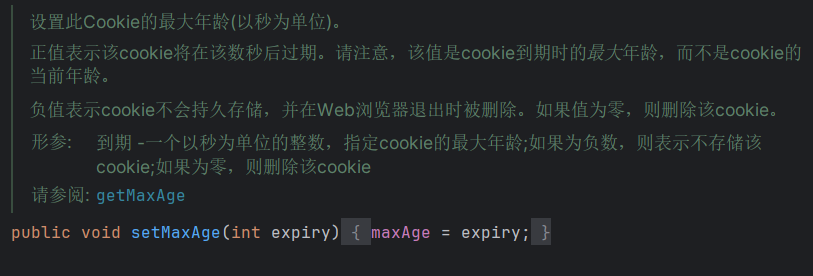 设置此Cookie的最大年龄(以秒为单位)。
正值表示该cookie将在该数秒后过期。请注意，该值是cookie到期时的最大年龄，而不是cookie的
当前年龄。
负值表示cookie不会持久存储，并在Web浏览器退出时被删除。如果值为零，则删除该cookie。
形参: 到期 -一个以秒为单位的整数，指定cookie的最大年龄;如果为负数，则表示不存储该
cookie;如果为零，则删除该cookie
请参阅: getMaxAge
public void setMaxAge(int expiry) { maxAge = expiry; }